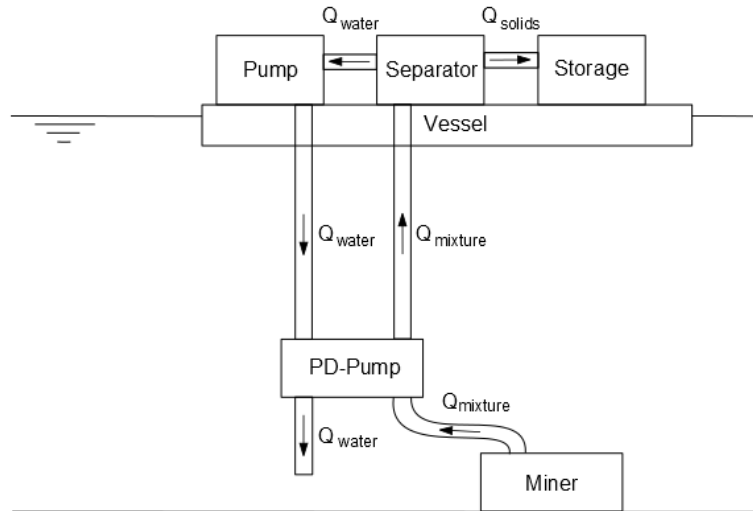 Q water
Q solids
Pump
Separator
Storage
Vessel
Q water
Q mixture
PD-Pump
Q mixture
Q water
Miner